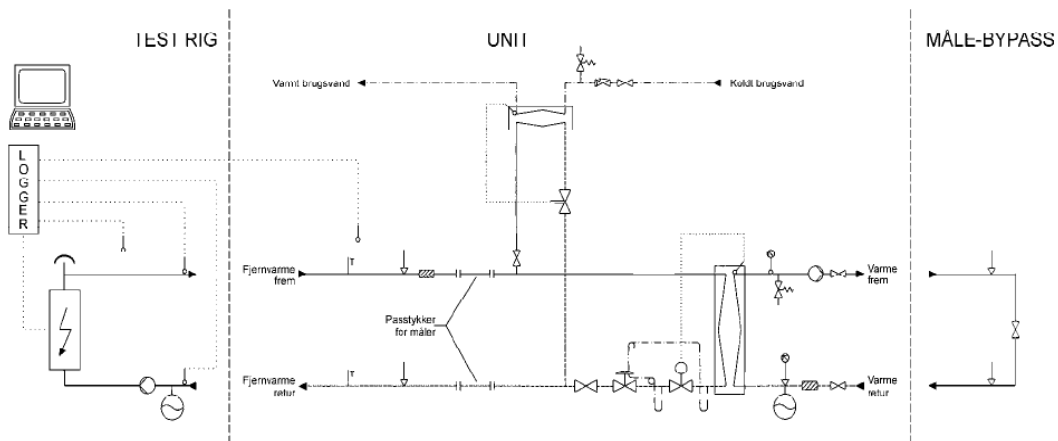 TEST RIG
UNIT
MÅLE-BYPASS
Varmt brugsvand
Koldt brugsvand
LOGGER
T
Fjernvarme
frem
Varme
frem
Passtykker
for måler
T
Fjernvarme
retur
Varme
retur